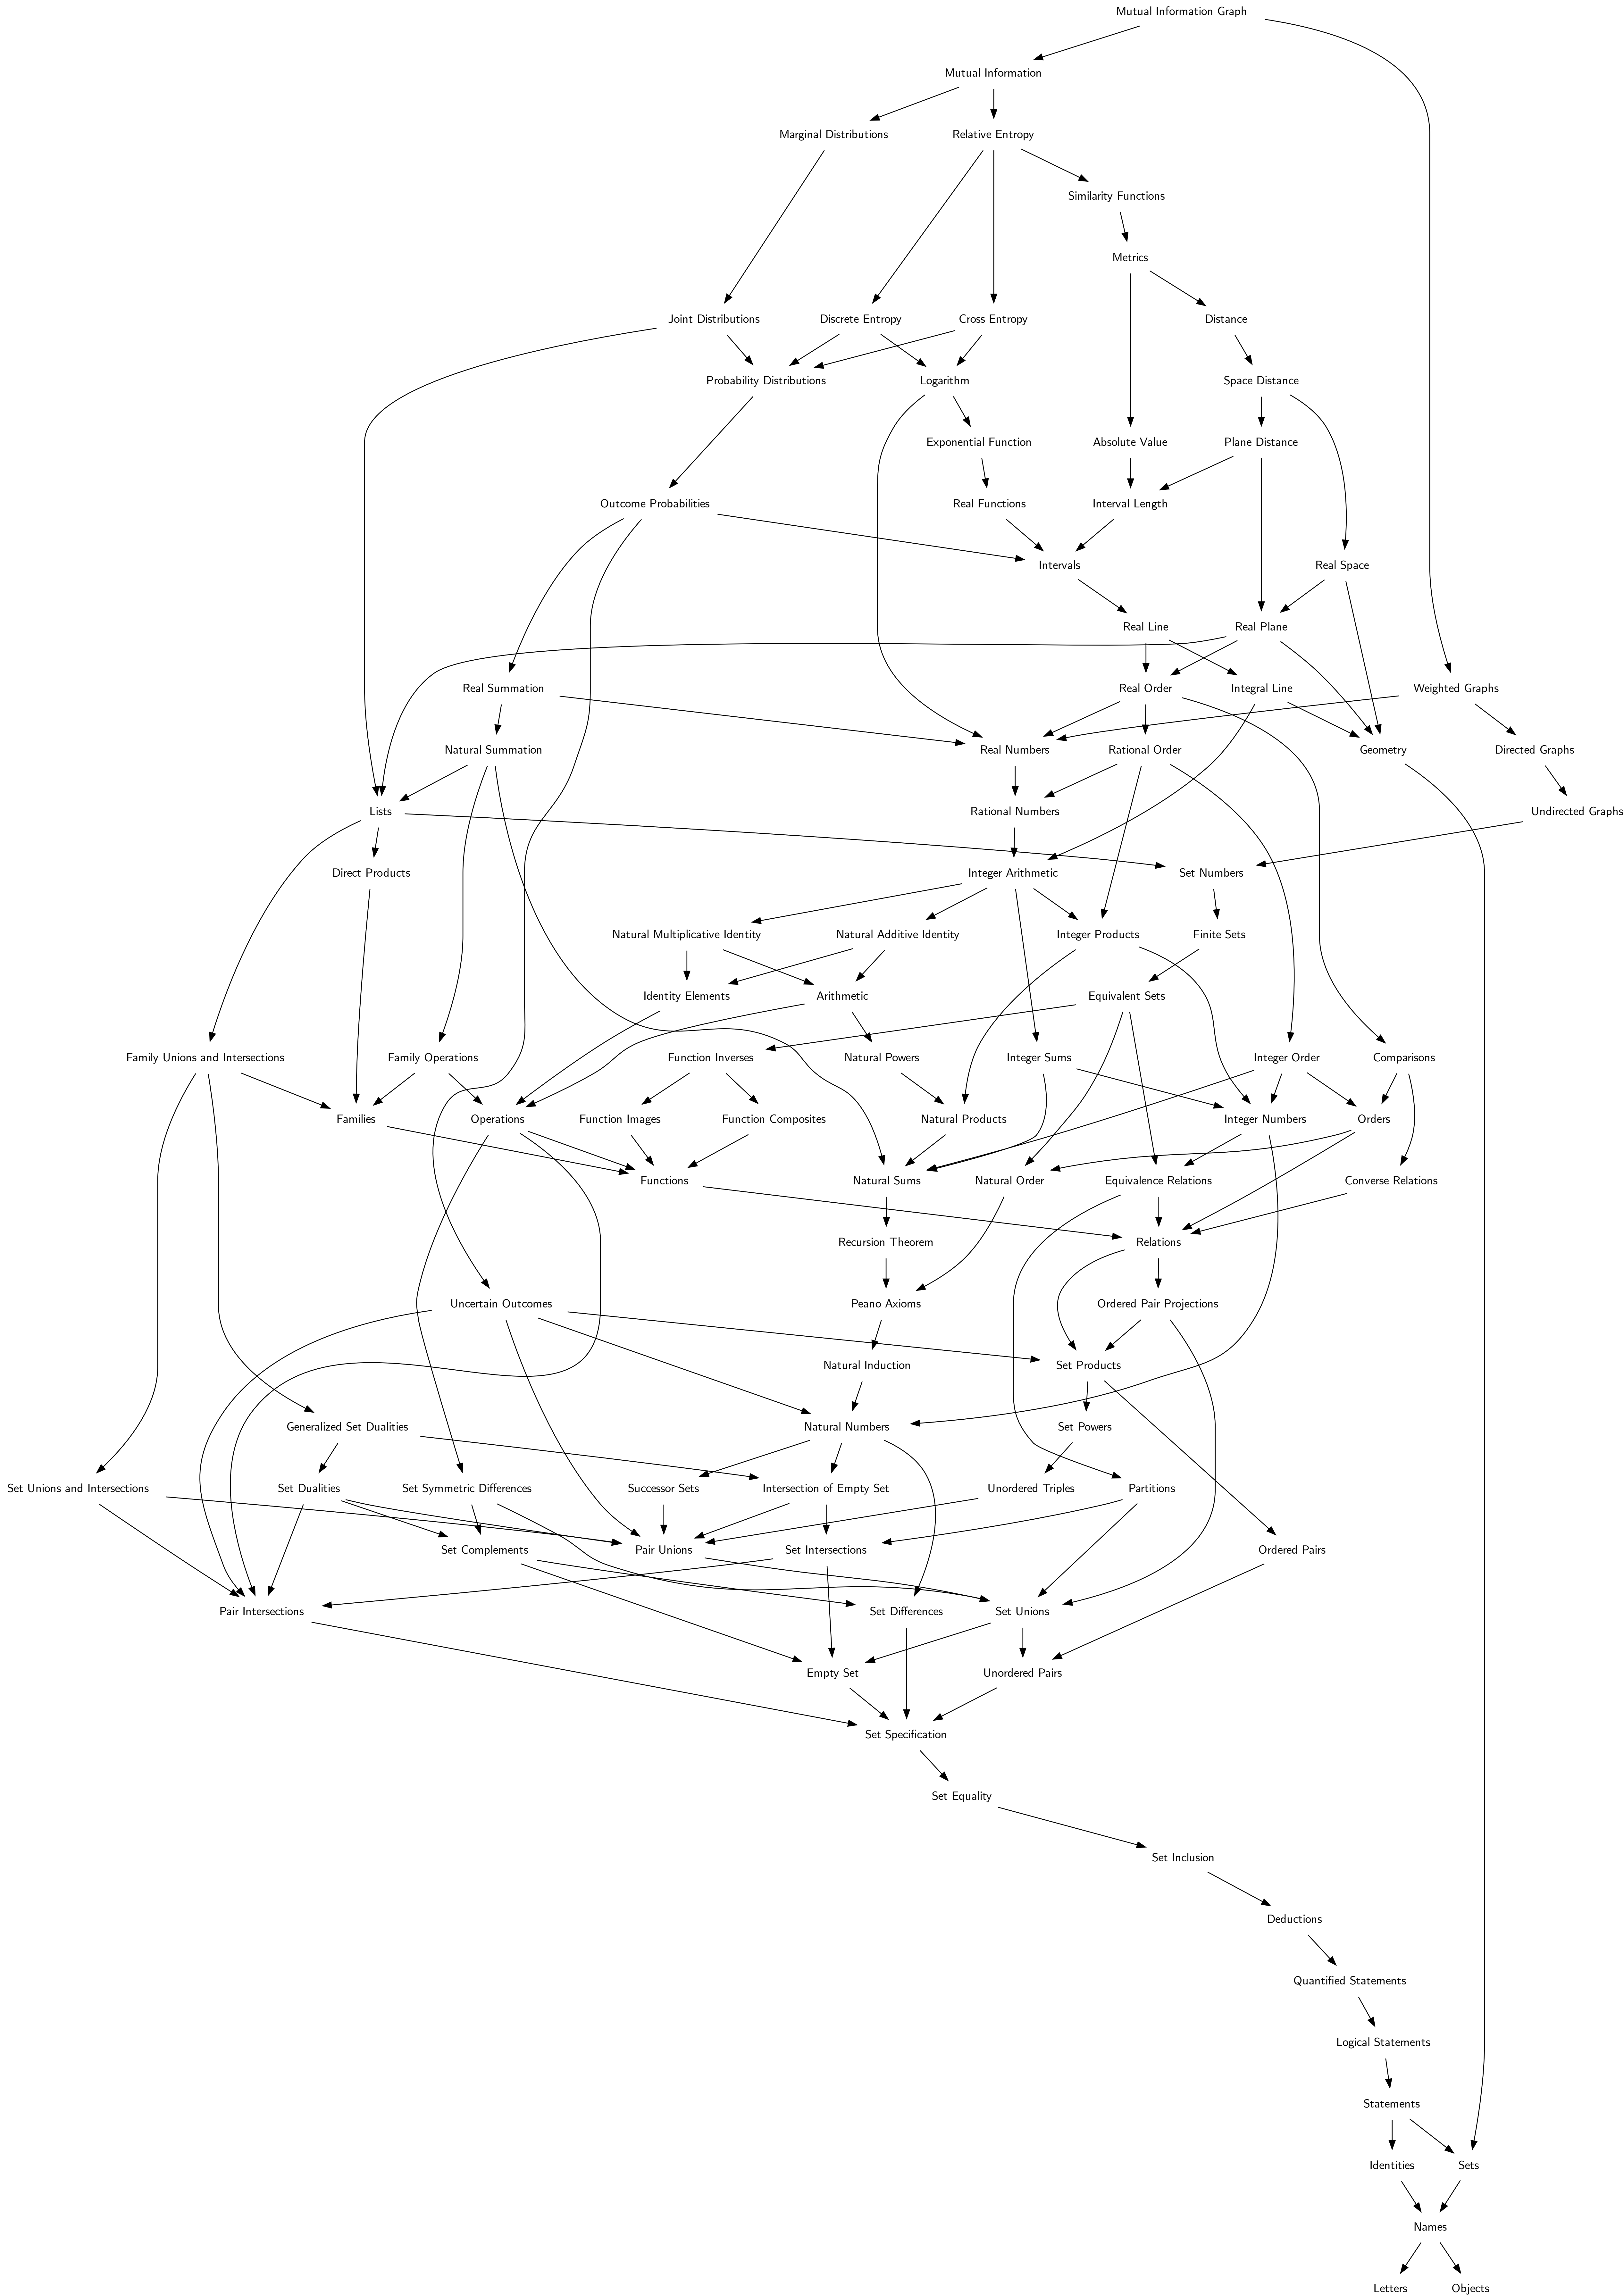 Mutual Information Graph
Mutual Information
Marginal Distributions
Relative Entropy
Similarity Functions
Metrics
Joint Distributions
Discrete Entropy
Cross Entropy
Distance
Probability Distributions
Logarithm
Space Distance
Exponential Function
Absolute Value
Plane Distance
Outcome Probabilities
Real Functions
Interval Length
Intervals
Real Space
Real Line
Real Plane
Real Summation
Real Order
Integral Line
Weighted Graphs
Natural Summation
Real Numbers
Rational Order
Geometry
Directed Graphs
Lists
Rational Numbers
Undirected Graphs
Direct Products
Integer Arithmetic
Set Numbers
Natural Multiplicative Identity
Natural Additive Identity
Integer Products
Finite Sets
Identity Elements
Arithmetic
Equivalent Sets
Family Unions and Intersections
Family Operations
Function Inverses
Natural Powers
Integer Sums
Integer Order
Comparisons
Families
Operations
Function Images
Function Composites
Natural Products
Integer Numbers
Orders
Functions
Natural Sums
Natural Order
Equivalence Relations
Converse Relations
Recursion Theorem
Relations
Uncertain Outcomes
Peano Axioms
Ordered Pair Projections
Natural Induction
Set Products
Generalized Set Dualities
Natural Numbers
Set Powers
Set Unions and Intersections
Set Dualities
Set Symmetric Differences
Successor Sets
Intersection of Empty Set
Unordered Triples
Partitions
Set Complements
Pair Unions
Set Intersections
Ordered Pairs
Pair Intersections
Set Differences
Set Unions
Empty Set
Unordered Pairs
Set Specification
Set Equality
Set Inclusion
Deductions
Quantified Statements
Logical Statements
Statements
Identities
Sets
Names
Letters
Objects